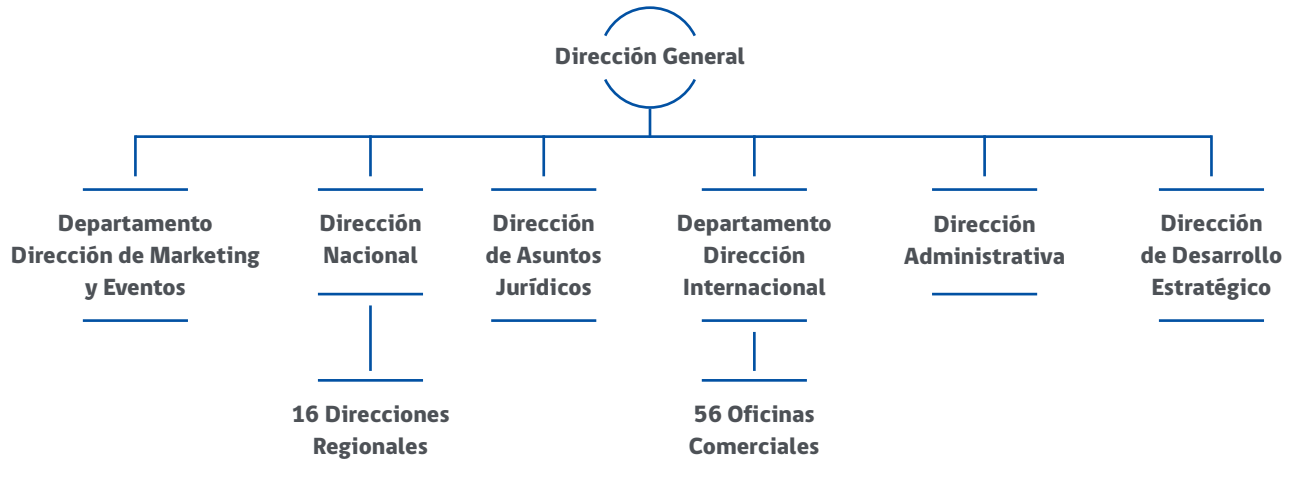 Dirección General
Departamento
Dirección de Marketing
y Eventos
Dirección
Nacional
Dirección
de Asuntos
Jurídicos
Departamento
Dirección
Internacional
Dirección
Administrativa
Dirección
de Desarrollo
Estratégico
16 Direcciones
Regionales
56 Oficinas
Comerciales